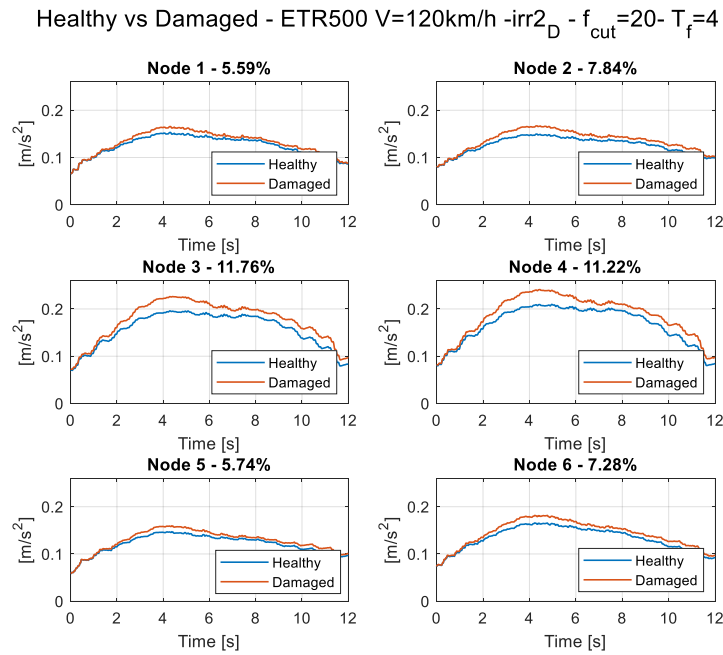 Healthy vs Damaged - ETR500 V=120km/h -irr2_D - f_cut=20- T_f=4
Node 1 - 5.59%
[m/s²]
0.2
0.1
0
0 2 4 6 8 10 12
Time [s]
Healthy
Damaged
Node 2 - 7.84%
[m/s²]
0.2
0.1
0
0 2 4 6 8 10 12
Time [s]
Healthy
Damaged
Node 3 - 11.76%
[m/s²]
0.2
0.1
0
0 2 4 6 8 10 12
Time [s]
Healthy
Damaged
Node 4 - 11.22%
[m/s²]
0.2
0.1
0
0 2 4 6 8 10 12
Time [s]
Healthy
Damaged
Node 5 - 5.74%
[m/s²]
0.2
0.1
0
0 2 4 6 8 10 12
Time [s]
Healthy
Damaged
Node 6 - 7.28%
[m/s²]
0.2
0.1
0
0 2 4 6 8 10 12
Time [s]
Healthy
Damaged